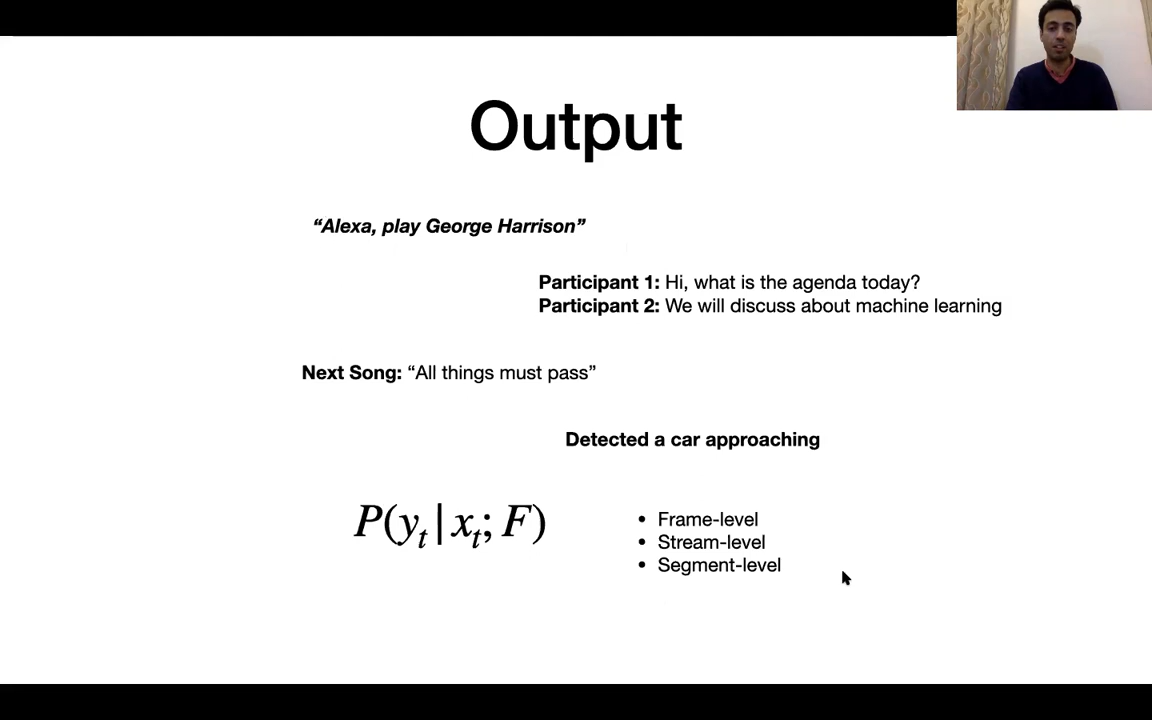 Output
“Alexa, play George Harrison”
Participant 1: Hi, what is the agenda today?
Participant 2: We will discuss about machine learning
Next Song: “All things must pass”
Detected a car approaching
P(y_t | x_t; F)
• Frame-level
• Stream-level
• Segment-level